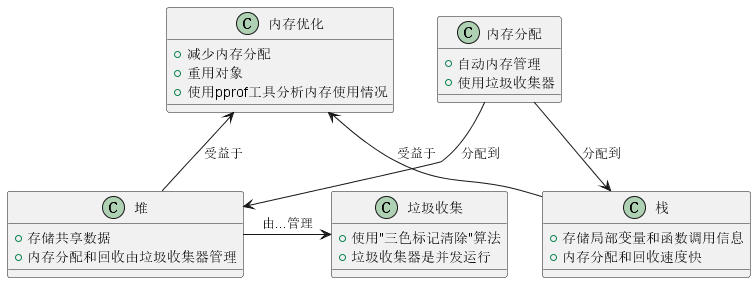 C 内存优化
减少内存分配
重用对象
使用pprof工具分析内存使用情况
C 内存分配
自动内存管理
使用垃圾收集器
受益于
受益于
分配到
分配到
C 堆
存储共享数据
内存分配和回收由垃圾收集器管理
由...管理
C 垃圾收集
使用"三色标记清除"算法
垃圾收集器是并发运行
C 栈
存储局部变量和函数调用信息
内存分配和回收速度快